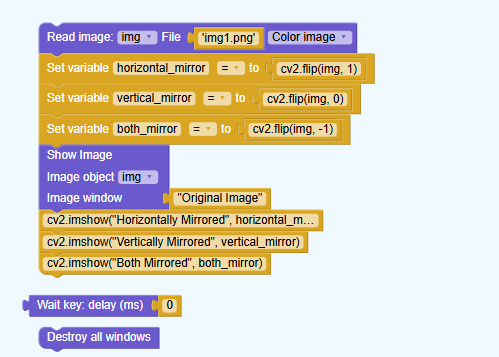 Read image: img File 'img1.png' Color image
Set variable horizontal_mirror = to cv2.flip(img, 1)
Set variable vertical_mirror = to cv2.flip(img, 0)
Set variable both_mirror = to cv2.flip(img, -1)
Show Image
Image object img
Image window "Original Image"
cv2.imshow("Horizontally Mirrored", horizontal_m...
cv2.imshow("Vertically Mirrored", vertical_mirror)
cv2.imshow("Both Mirrored", both_mirror)
Wait key: delay (ms) 0
Destroy all windows